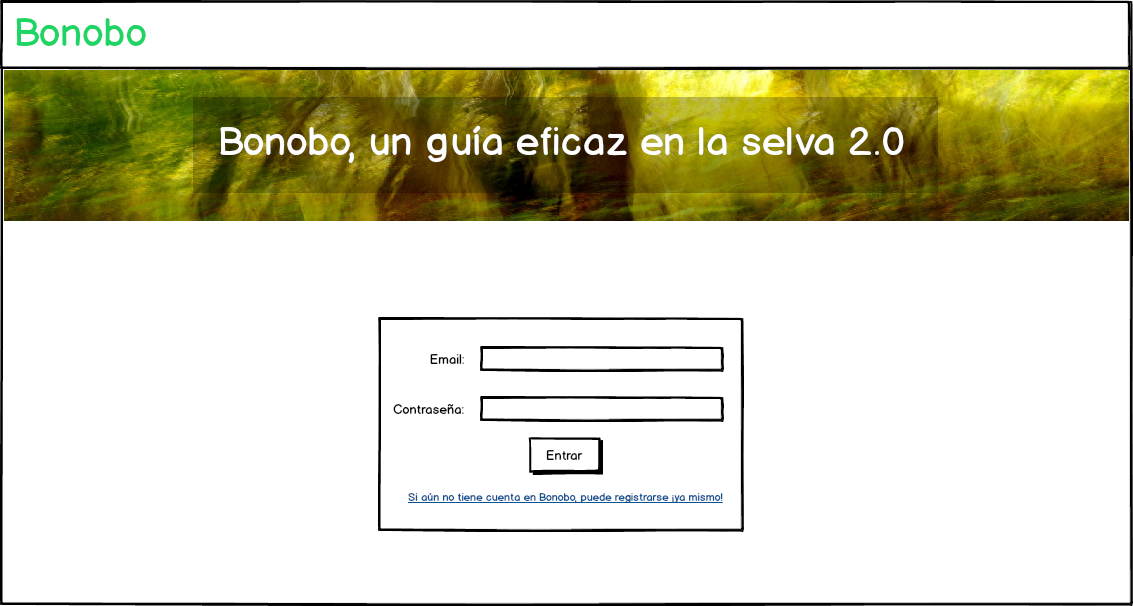 Bonobo
Bonobo, un guía eficaz en la selva 2.0
Email:
Contraseña:
Entrar
Si aún no tiene cuenta en Bonobo, puede registrarse ¡ya mismo!